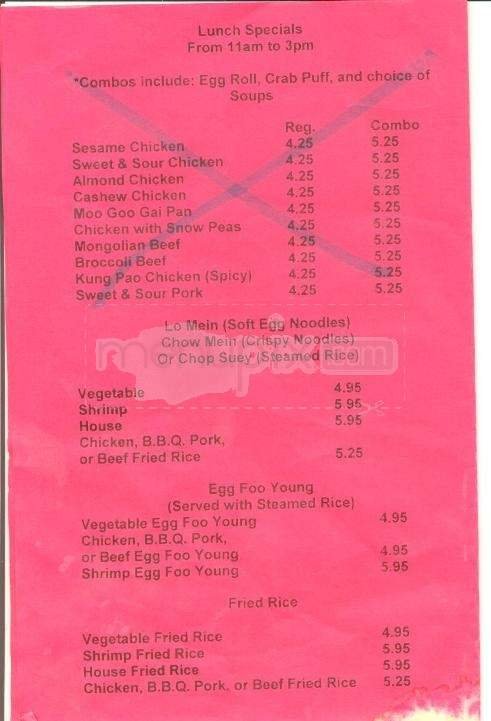 Lunch Specials
From 11am to 3pm
*Combos include: Egg Roll, Crab Puff, and choice of
Soups
Reg. Combo
Sesame Chicken 4.25 5.25
Sweet & Sour Chicken 4.25 5.25
Almond Chicken 4.25 5.25
Cashew Chicken 4.25 5.25
Moo Goo Gai Pan 4.25 5.25
Chicken with Snow Peas 4.25 5.25
Mongolian Beef 4.25 5.25
Broccoli Beef 4.25 5.25
Kung Pao Chicken (Spicy) 4.25 5.25
Sweet & Sour Pork 4.25 5.25
Lo Mein (Soft Egg Noodles)
Chow Mein (Crispy Noodles)
Or Chop Suey (Steamed Rice)
Vegetable 4.95
Shrimp 5.95
House 5.95
Chicken, B.B.Q. Pork,
or Beef Fried Rice 5.25
Egg Foo Young
(Served with Steamed Rice)
Vegetable Egg Foo Young 4.95
Chicken, B.B.Q. Pork,
or Beef Egg Foo Young 4.95
Shrimp Egg Foo Young 5.95
Fried Rice
Vegetable Fried Rice 4.95
Shrimp Fried Rice 5.95
House Fried Rice 5.95
Chicken, B.B.Q. Pork, or Beef Fried Rice 5.25